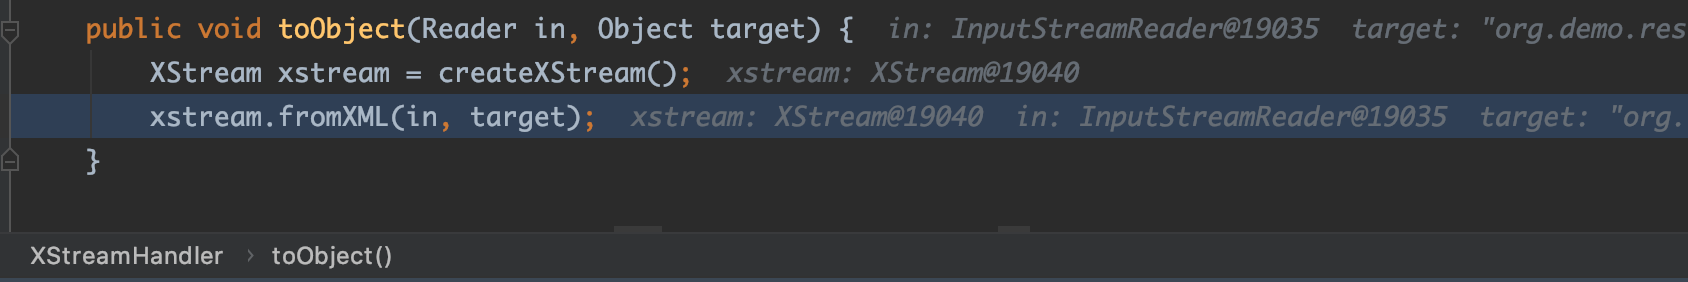 public void toObject(Reader in, Object target) {  in: InputStreamReader@19035  target: "org.demo.res
XStream xstream = createXStream();  xstream: XStream@19040
xstream.fromXML(in, target);  xstream: XStream@19040  in: InputStreamReader@19035  target: "org.
}
XStreamHandler › toObject()